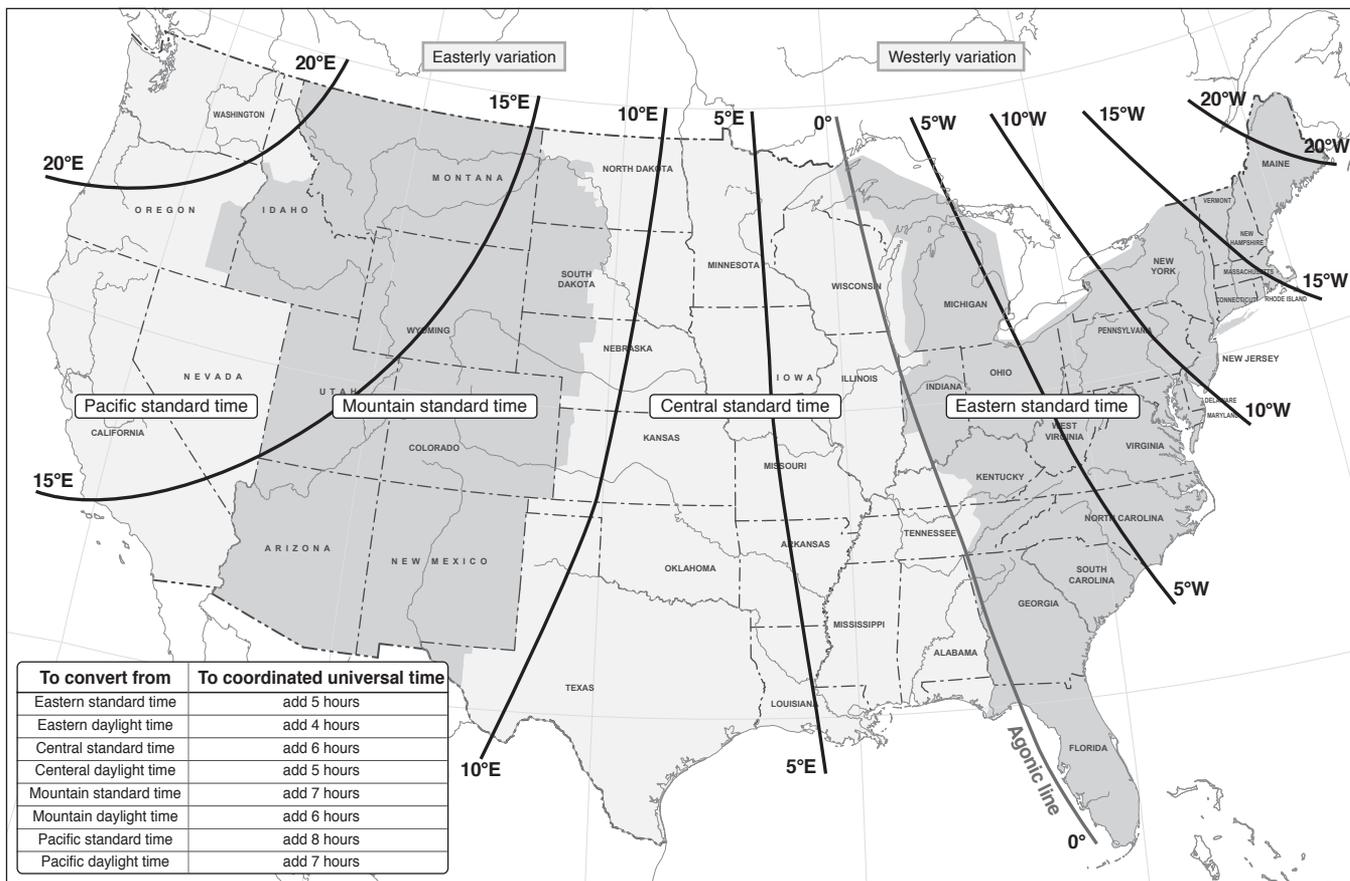 Easterly variation
Westerly variation
20°E
15°E
10°E
5°E
0°
5°W
10°W
15°W
20°W
20°W
20°E
WASHINGTON
OREGON
IDAHO
MONTANA
NORTH DAKOTA
MINNESOTA
SOUTH DAKOTA
WISCONSIN
MICHIGAN
NEW YORK
VERMONT
NEW HAMPSHIRE
MAINE
MASSACHUSETTS
CONNECTICUT
RHODE ISLAND
15°W
WYOMING
NEBRASKA
PENNSYLVANIA
NEW JERSEY
NEVADA
UTAH
IOWA
ILLINOIS
INDIANA
OHIO
DELAWARE
MARYLAND
10°W
Pacific standard time
Mountain standard time
Central standard time
Eastern standard time
CALIFORNIA
COLORADO
KANSAS
MISSOURI
WEST VIRGINIA
VIRGINIA
KENTUCKY
15°E
ARIZONA
NEW MEXICO
OKLAHOMA
ARKANSAS
TENNESSEE
NORTH CAROLINA
SOUTH CAROLINA
5°W
GEORGIA
MISSISSIPPI
ALABAMA
TEXAS
LOUISIANA
FLORIDA
Agonic line
10°E
5°E
0°
To convert from To coordinated universal time
Eastern standard time add 5 hours
Eastern daylight time add 4 hours
Central standard time add 6 hours
Centeral daylight time add 5 hours
Mountain standard time add 7 hours
Mountain daylight time add 6 hours
Pacific standard time add 8 hours
Pacific daylight time add 7 hours